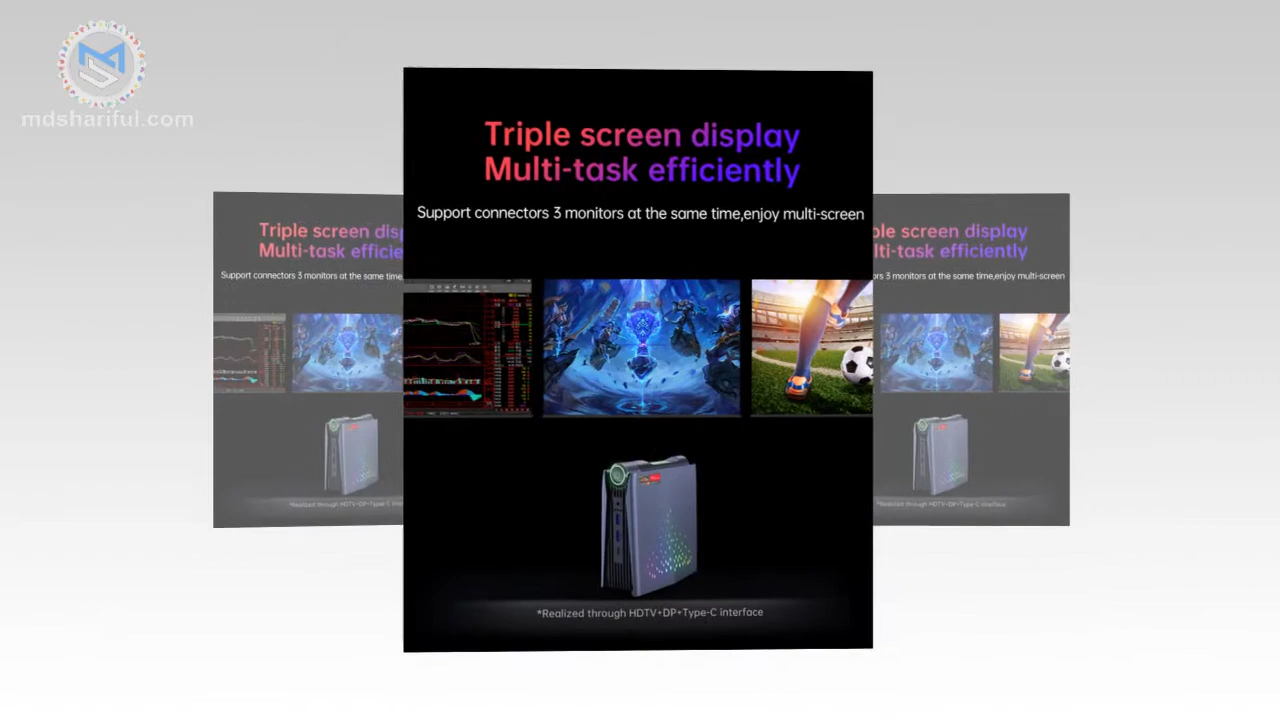 mdshariful.com
Triple screen display
Multi-task efficiently
Support connectors 3 monitors at the same time,enjoy multi-screen
*Realized through HDTV+DP+Type-C interface
Triple screen disp
Multi-task efficie
Support connectors 3 monitors at the same time,
*Realized through HDTV+DP+Type-C
ple screen display
ti-task efficiently
ors 3 monitors at the same time,enjoy multi-screen
*Realized through HDTV+DP+Type-C interface